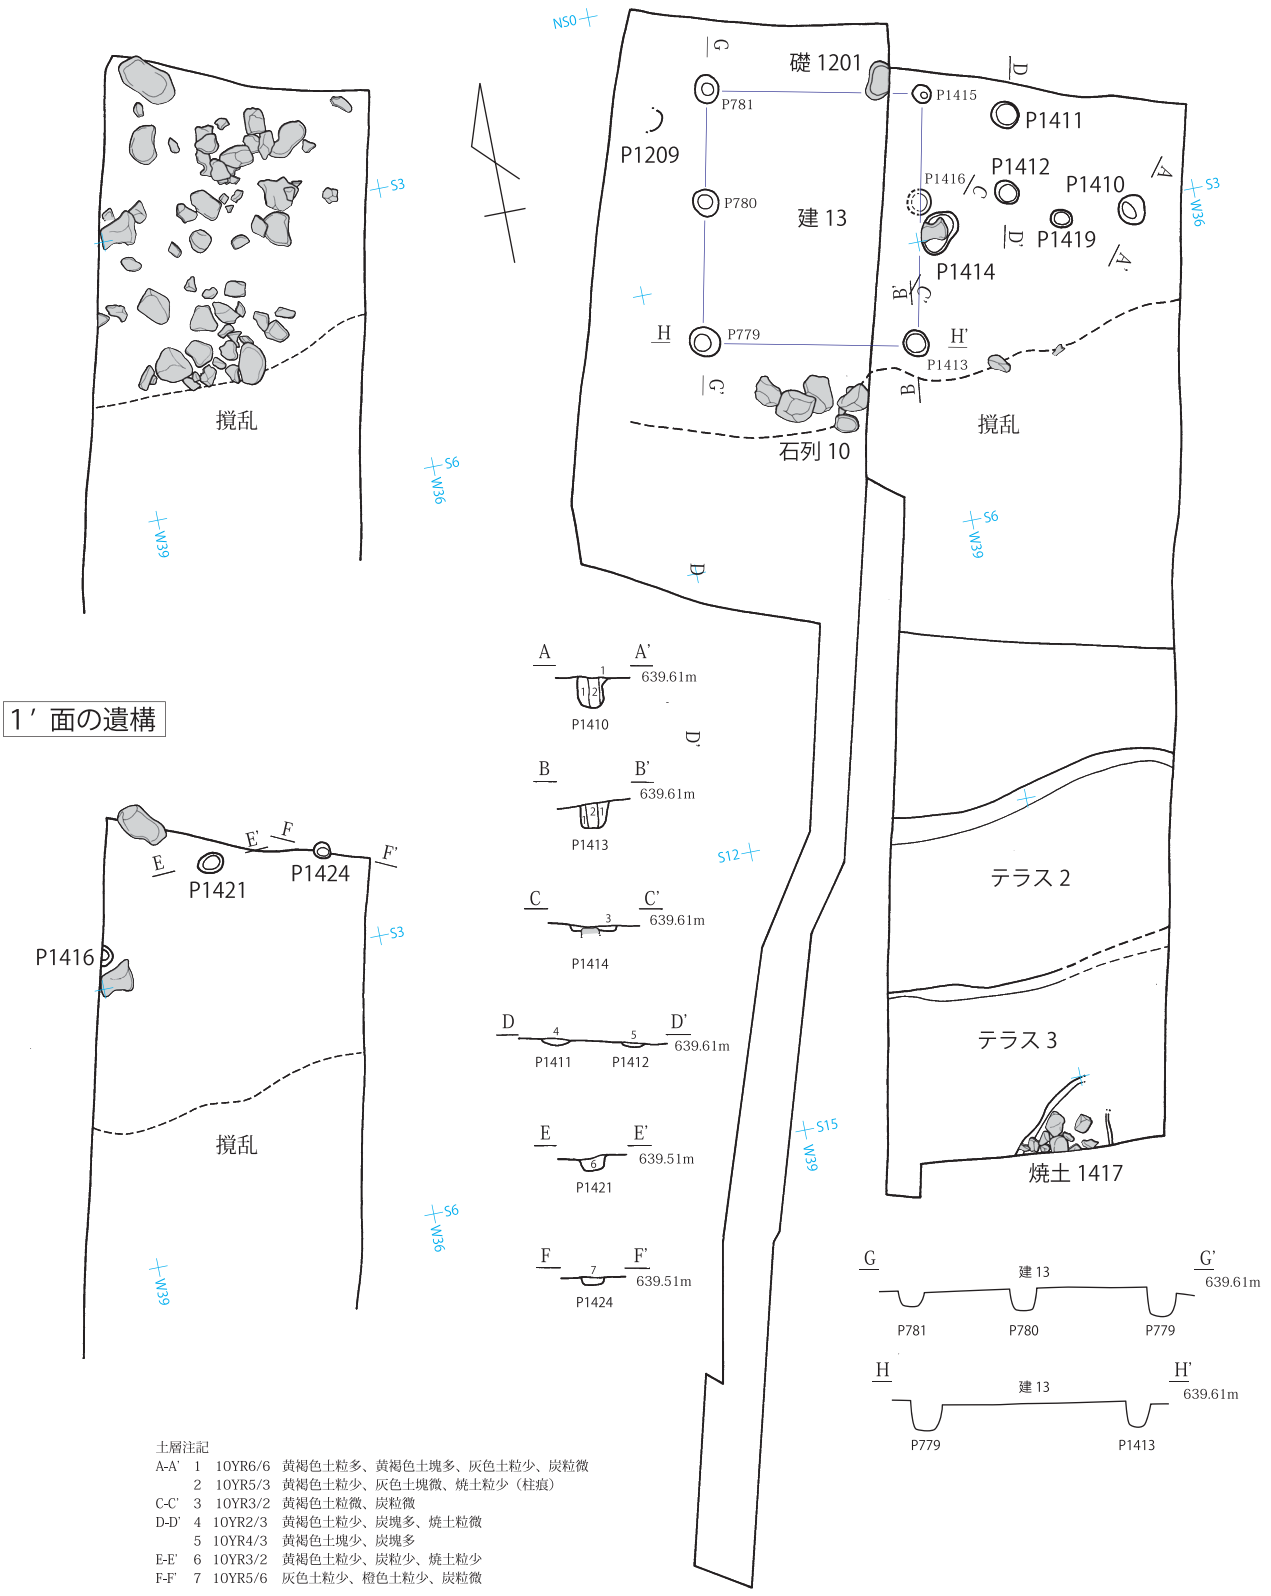 NS0
G
礎 1201
D
P781
P1415
P1411
P1209
P1416
C
P1412
P1410
A
S3
S3
W36
P780
建 13
P1419
D'
A'
P1414
B'
C'
H
P779
H'
P1413
G'
B
撹乱
石列 10
撹乱
S6
W36
W39
S6
W39
D
A
A'
1
639.61m
1
2
P1410
1’ 面の遺構
D'
B
B'
639.61m
1
2
1
P1413
E
E'
F
F'
P1421
P1424
S12
テラス 2
C
C'
3
639.61m
P1414
S3
P1416
D
D'
4
5
639.61m
P1411
P1412
テラス 3
撹乱
E
E'
639.51m
6
P1421
S15
W39
焼土 1417
S6
W36
W39
F
F'
7
639.51m
P1424
G
建 13
G'
639.61m
P781
P780
P779
H
建 13
H'
639.61m
P779
P1413
土層注記
A-A' 1 10YR6/6 黄褐色土粒多、黄褐色土塊多、灰色土粒少、炭粒微
2 10YR5/3 黄褐色土粒少、灰色土塊微、焼土粒少（柱痕）
C-C' 3 10YR3/2 黄褐色土粒微、炭粒微
D-D' 4 10YR2/3 黄褐色土粒少、炭塊多、焼土粒微
5 10YR4/3 黄褐色土塊少、炭塊多
E-E' 6 10YR3/2 黄褐色土粒少、炭粒少、焼土粒少
F-F' 7 10YR5/6 灰色土粒少、橙色土粒少、炭粒微